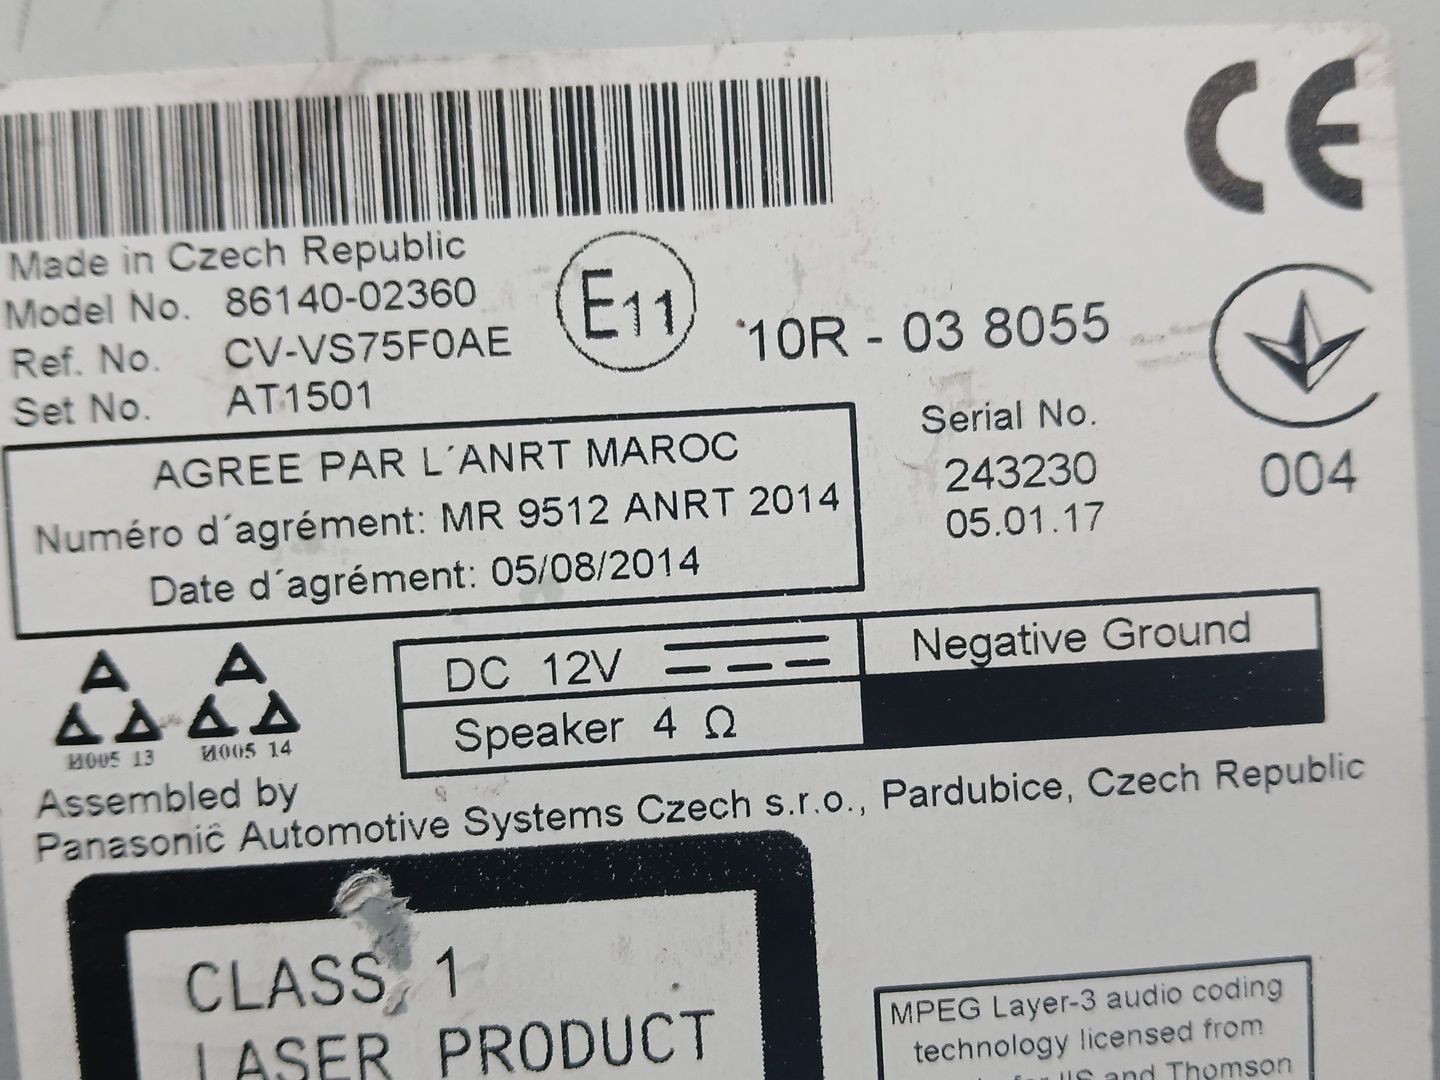 CE
Made in Czech Republic
Model No. 86140-02360
Ref. No. CV-VS75F0AE
Set No. AT1501
E11
10R - 03 8055
Serial No.
243230
05.01.17
004
AGREE PAR L´ANRT MAROC
Numéro d´agrément: MR 9512 ANRT 2014
Date d´agrément: 05/08/2014
И005 13
И005 14
DC 12V
Negative Ground
Speaker 4 Ω
Assembled by
Panasonic Automotive Systems Czech s.r.o., Pardubice, Czech Republic
CLASS 1
LASER PRODUCT
MPEG Layer-3 audio coding
technology licensed from
IIS and Thomson